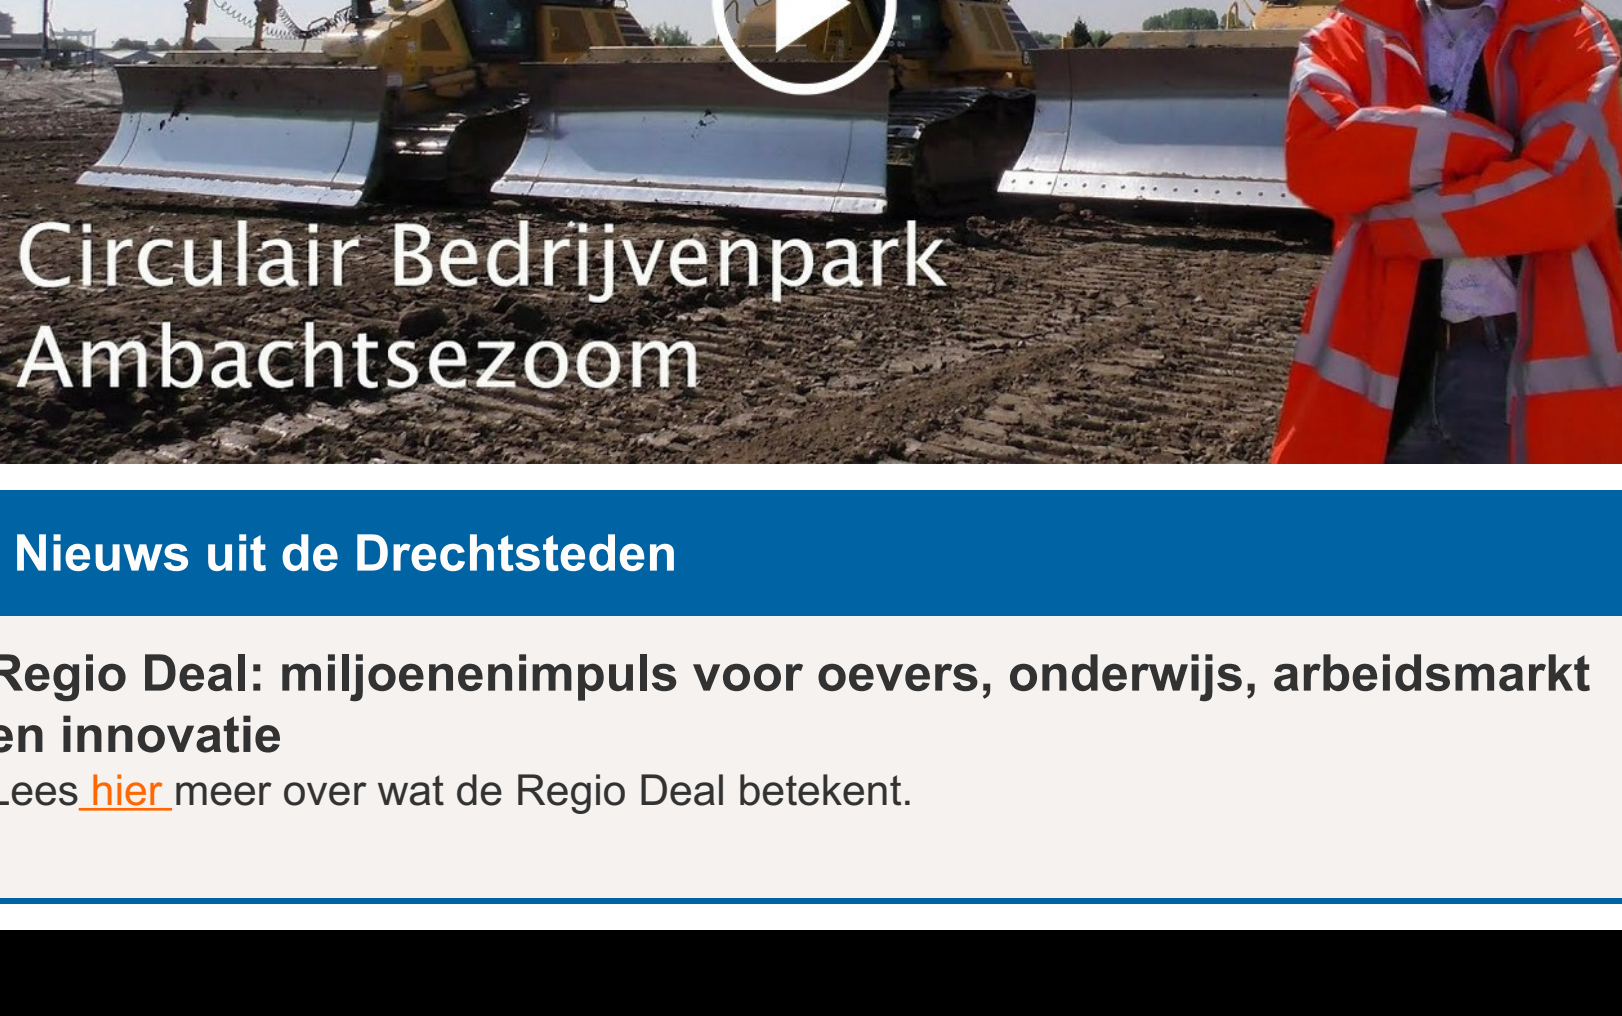 Circulair Bedrijvenpark
Ambachtsezoom
Nieuws uit de Drechtsteden
Regio Deal: miljoenenimpuls voor oevers, onderwijs, arbeidsmarkt
en innovatie
Lees hier meer over wat de Regio Deal betekent.